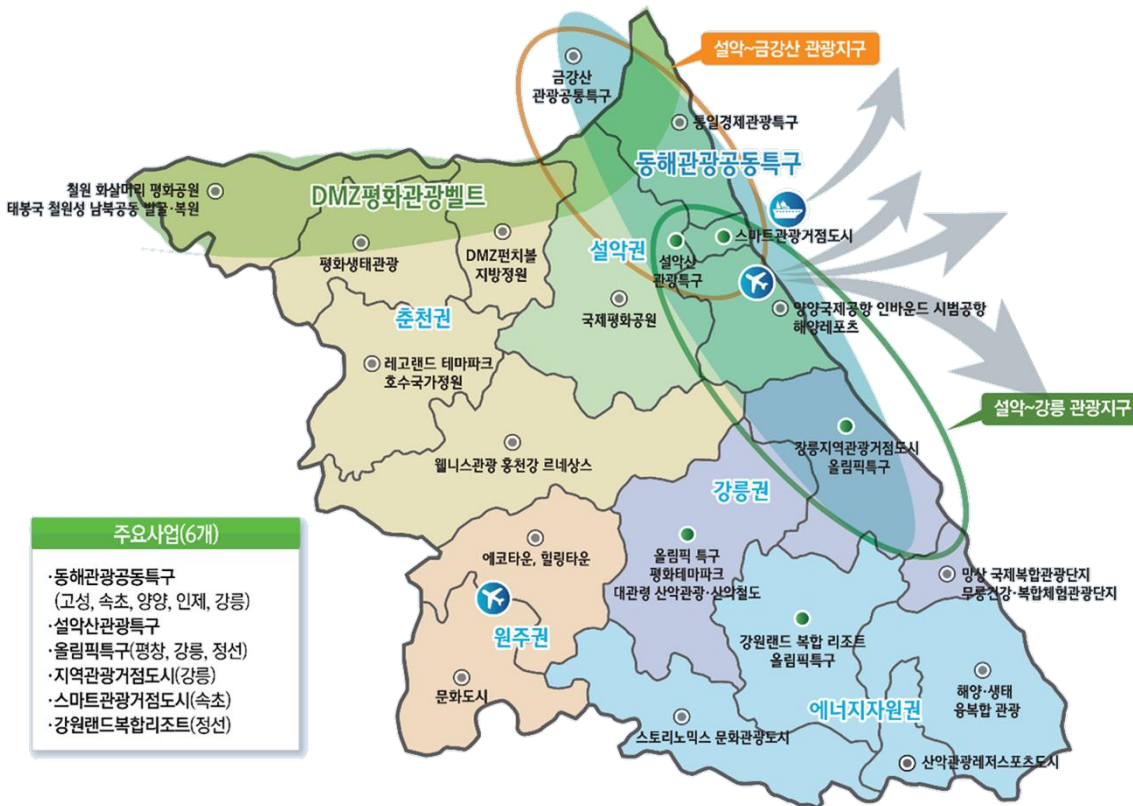 설악~금강산 관광지구
금강산
관광공통특구
통일경제관광특구
동해관광공동특구
철원 화살머리 평화공원
태봉국 철원성 남북공동 발굴·복원
DMZ평화관광벨트
스마트관광거점도시
평화생태관광
DMZ펀치볼
지방정원
설악권
설악산
관광특구
국제평화공원
양양국제공항 인바운드 시범공항
해양레포츠
춘천권
레고랜드 테마파크
호수국가정원
설악~강릉 관광지구
강릉지역관광거점도시
올림픽특구
웰니스관광 홍천강 르네상스
강릉권
에코타운, 힐링타운
올림픽 특구
평화테마파크
대관령 산악관광·산악철도
망상 국제복합관광단지
무릉건강·복합체험관광단지
원주권
강원랜드 복합 리조트
올림픽특구
문화도시
해양·생태
융복합 관광
에너지자원권
스토리노믹스 문화관광도시
산악관광레저스포츠도시
주요사업(6개)
·동해관광공동특구
(고성, 속초, 양양, 인제, 강릉)
·설악산관광특구
·올림픽특구(평창, 강릉, 정선)
·지역관광거점도시(강릉)
·스마트관광거점도시(속초)
·강원랜드복합리조트(정선)